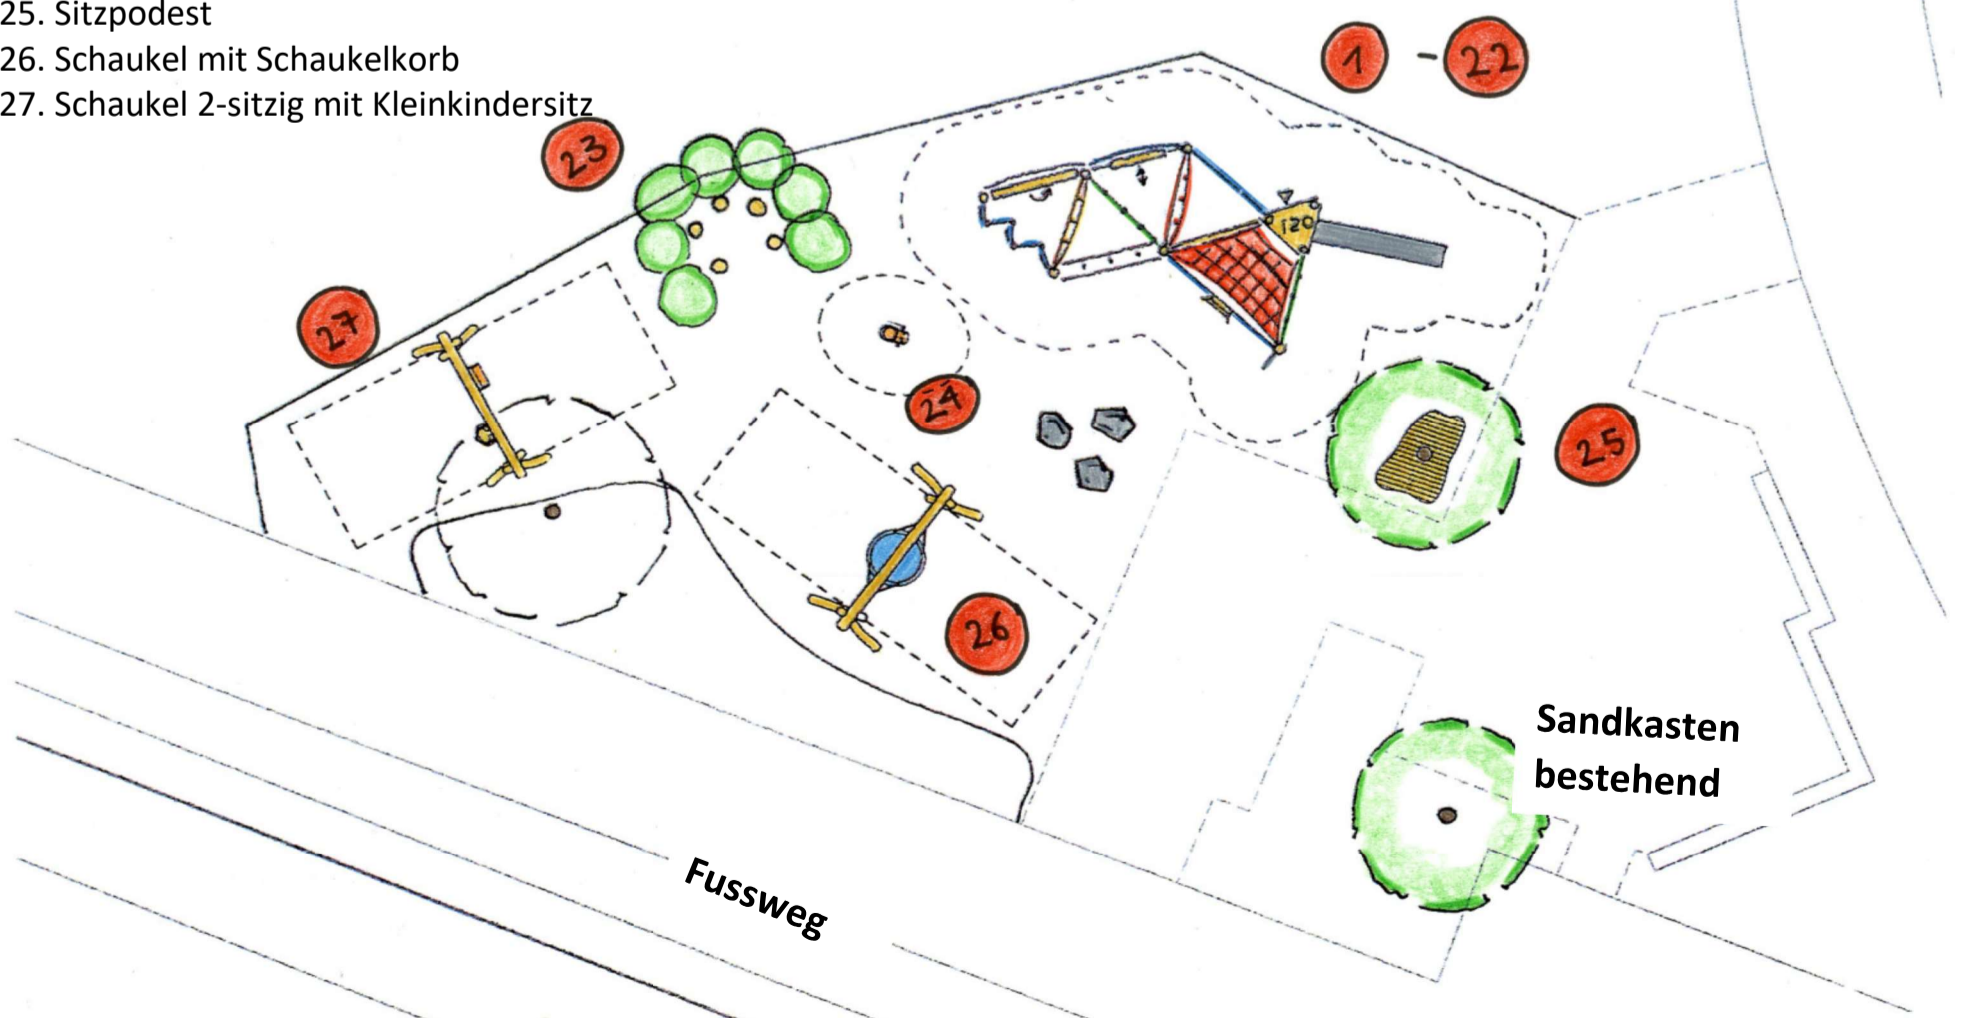 25. Sitzpodest
26. Schaukel mit Schaukelkorb
27. Schaukel 2-sitzig mit Kleinkindersitz
1 - 22
23
120
27
24
25
26
Sandkasten
bestehend
Fussweg